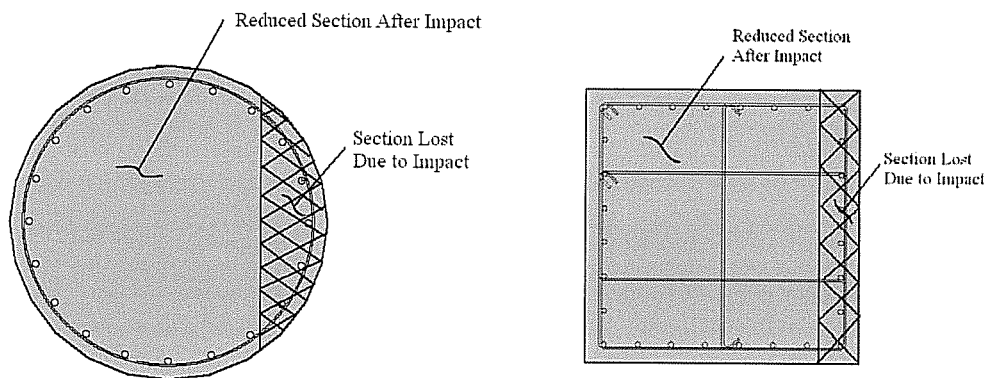 Reduced Section After Impact
Section Lost
Due to Impact
Reduced Section
After Impact
Section Lost
Due to Impact